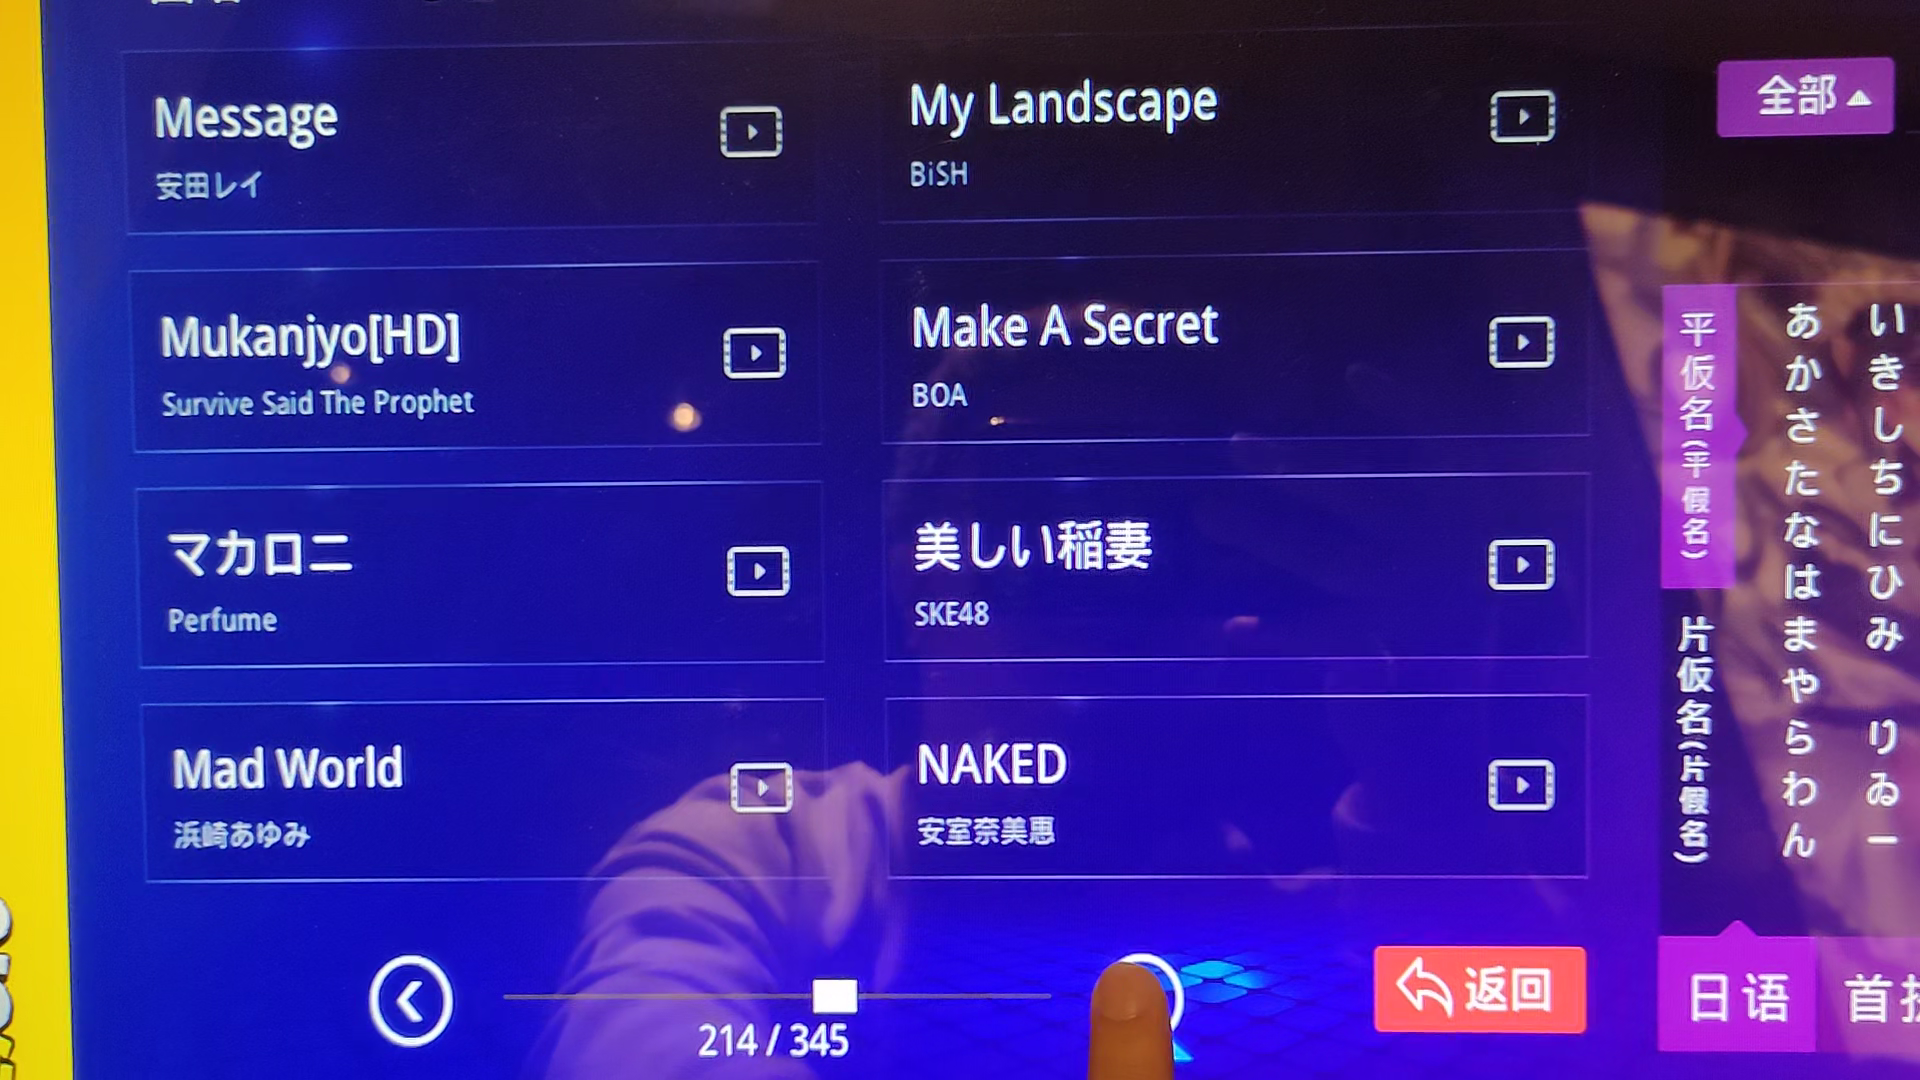 Message
安田レイ
My Landscape
BiSH
Mukanjyo[HD]
Survive Said The Prophet
Make A Secret
BOA
マカロニ
Perfume
美しい稲妻
SKE48
Mad World
浜崎あゆみ
NAKED
安室奈美惠
214 / 345
返回
全部
平仮名(平假名)
片仮名(片假名)
あかさたなはまやらわん
いきしちにひみ りゐー
日语
首